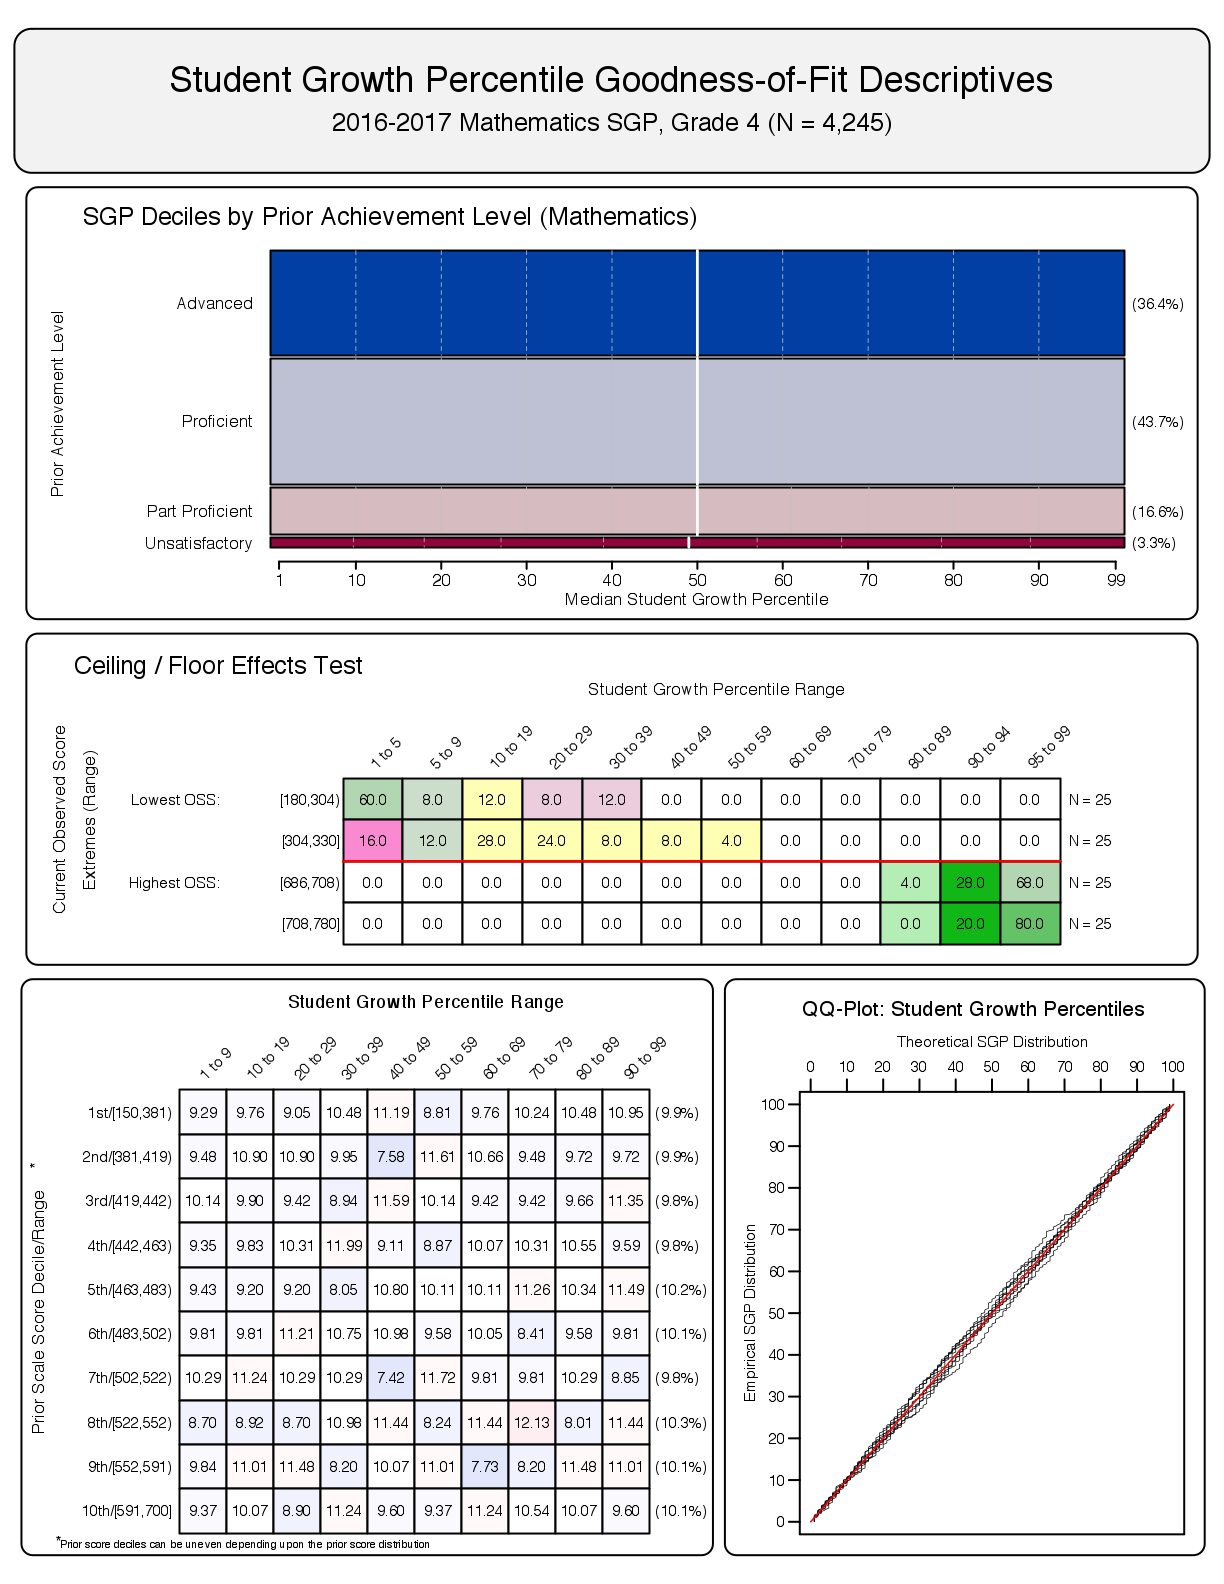 Student Growth Percentile Goodness-of-Fit Descriptives
2016-2017 Mathematics SGP, Grade 4 (N = 4,245)
SGP Deciles by Prior Achievement Level (Mathematics)
Prior Achievement Level
Advanced (36.4%)
Proficient (43.7%)
Part Proficient (16.6%)
Unsatisfactory (3.3%)
1 10 20 30 40 50 60 70 80 90 99
Median Student Growth Percentile
Ceiling / Floor Effects Test
Student Growth Percentile Range
Current Observed Score
Extremes (Range)
1 to 5 5 to 9 10 to 19 20 to 29 30 to 39 40 to 49 50 to 59 60 to 69 70 to 79 80 to 89 90 to 94 95 to 99
Lowest OSS: [180,304) 60.0 8.0 12.0 8.0 12.0 0.0 0.0 0.0 0.0 0.0 0.0 0.0 N = 25
[304,330] 16.0 12.0 28.0 24.0 8.0 8.0 4.0 0.0 0.0 0.0 0.0 0.0 N = 25
Highest OSS: [686,708) 0.0 0.0 0.0 0.0 0.0 0.0 0.0 0.0 0.0 4.0 28.0 68.0 N = 25
[708,780] 0.0 0.0 0.0 0.0 0.0 0.0 0.0 0.0 0.0 0.0 20.0 80.0 N = 25
Student Growth Percentile Range
Prior Scale Score Decile/Range *
1 to 9 10 to 19 20 to 29 30 to 39 40 to 49 50 to 59 60 to 69 70 to 79 80 to 89 90 to 99
1st/[150,381) 9.29 9.76 9.05 10.48 11.19 8.81 9.76 10.24 10.48 10.95 (9.9%)
2nd/[381,419) 9.48 10.90 10.90 9.95 7.58 11.61 10.66 9.48 9.72 9.72 (9.9%)
3rd/[419,442) 10.14 9.90 9.42 8.94 11.59 10.14 9.42 9.42 9.66 11.35 (9.8%)
4th/[442,463) 9.35 9.83 10.31 11.99 9.11 8.87 10.07 10.31 10.55 9.59 (9.8%)
5th/[463,483) 9.43 9.20 9.20 8.05 10.80 10.11 10.11 11.26 10.34 11.49 (10.2%)
6th/[483,502) 9.81 9.81 11.21 10.75 10.98 9.58 10.05 8.41 9.58 9.81 (10.1%)
7th/[502,522) 10.29 11.24 10.29 10.29 7.42 11.72 9.81 9.81 10.29 8.85 (9.8%)
8th/[522,552) 8.70 8.92 8.70 10.98 11.44 8.24 11.44 12.13 8.01 11.44 (10.3%)
9th/[552,591) 9.84 11.01 11.48 8.20 10.07 11.01 7.73 8.20 11.48 11.01 (10.1%)
10th/[591,700] 9.37 10.07 8.90 11.24 9.60 9.37 11.24 10.54 10.07 9.60 (10.1%)
*Prior score deciles can be uneven depending upon the prior score distribution
QQ-Plot: Student Growth Percentiles
Theoretical SGP Distribution
0 10 20 30 40 50 60 70 80 90 100
Empirical SGP Distribution
100
90
80
70
60
50
40
30
20
10
0